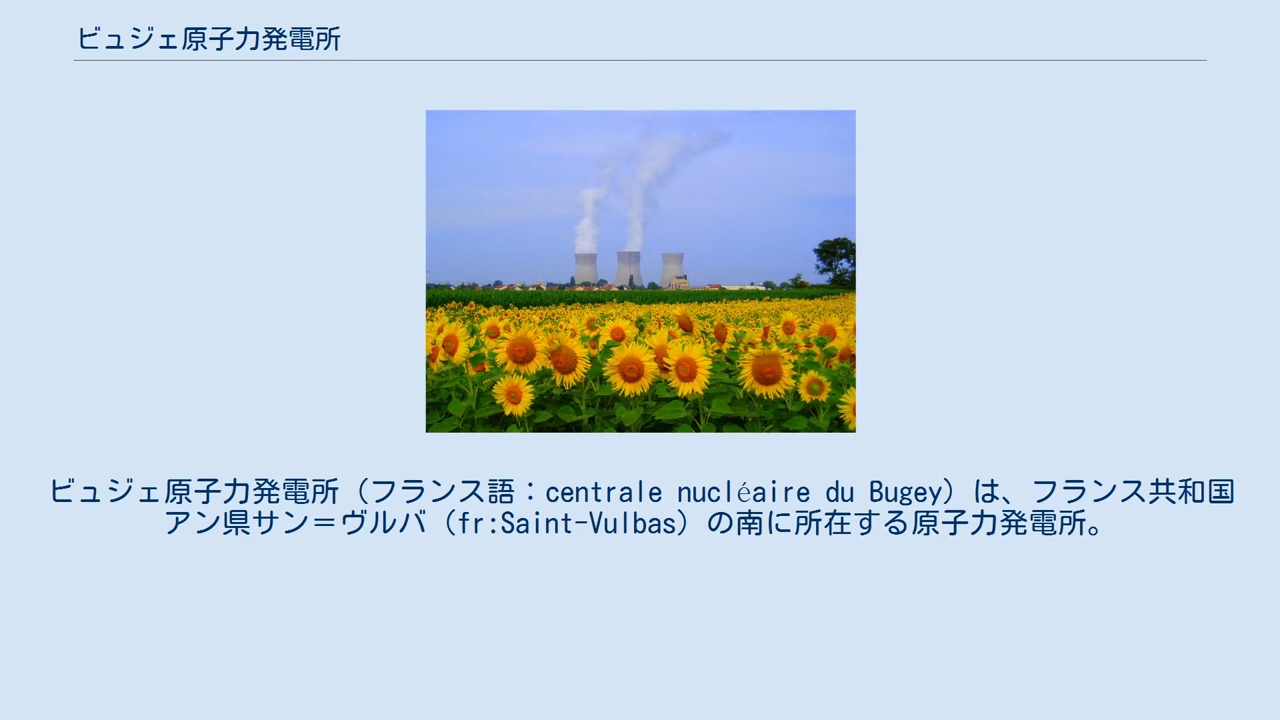 ビュジェ原子力発電所
ビュジェ原子力発電所（フランス語：centrale nucléaire du Bugey）は、フランス共和国
アン県サン＝ヴルバ（fr:Saint-Vulbas）の南に所在する原子力発電所。